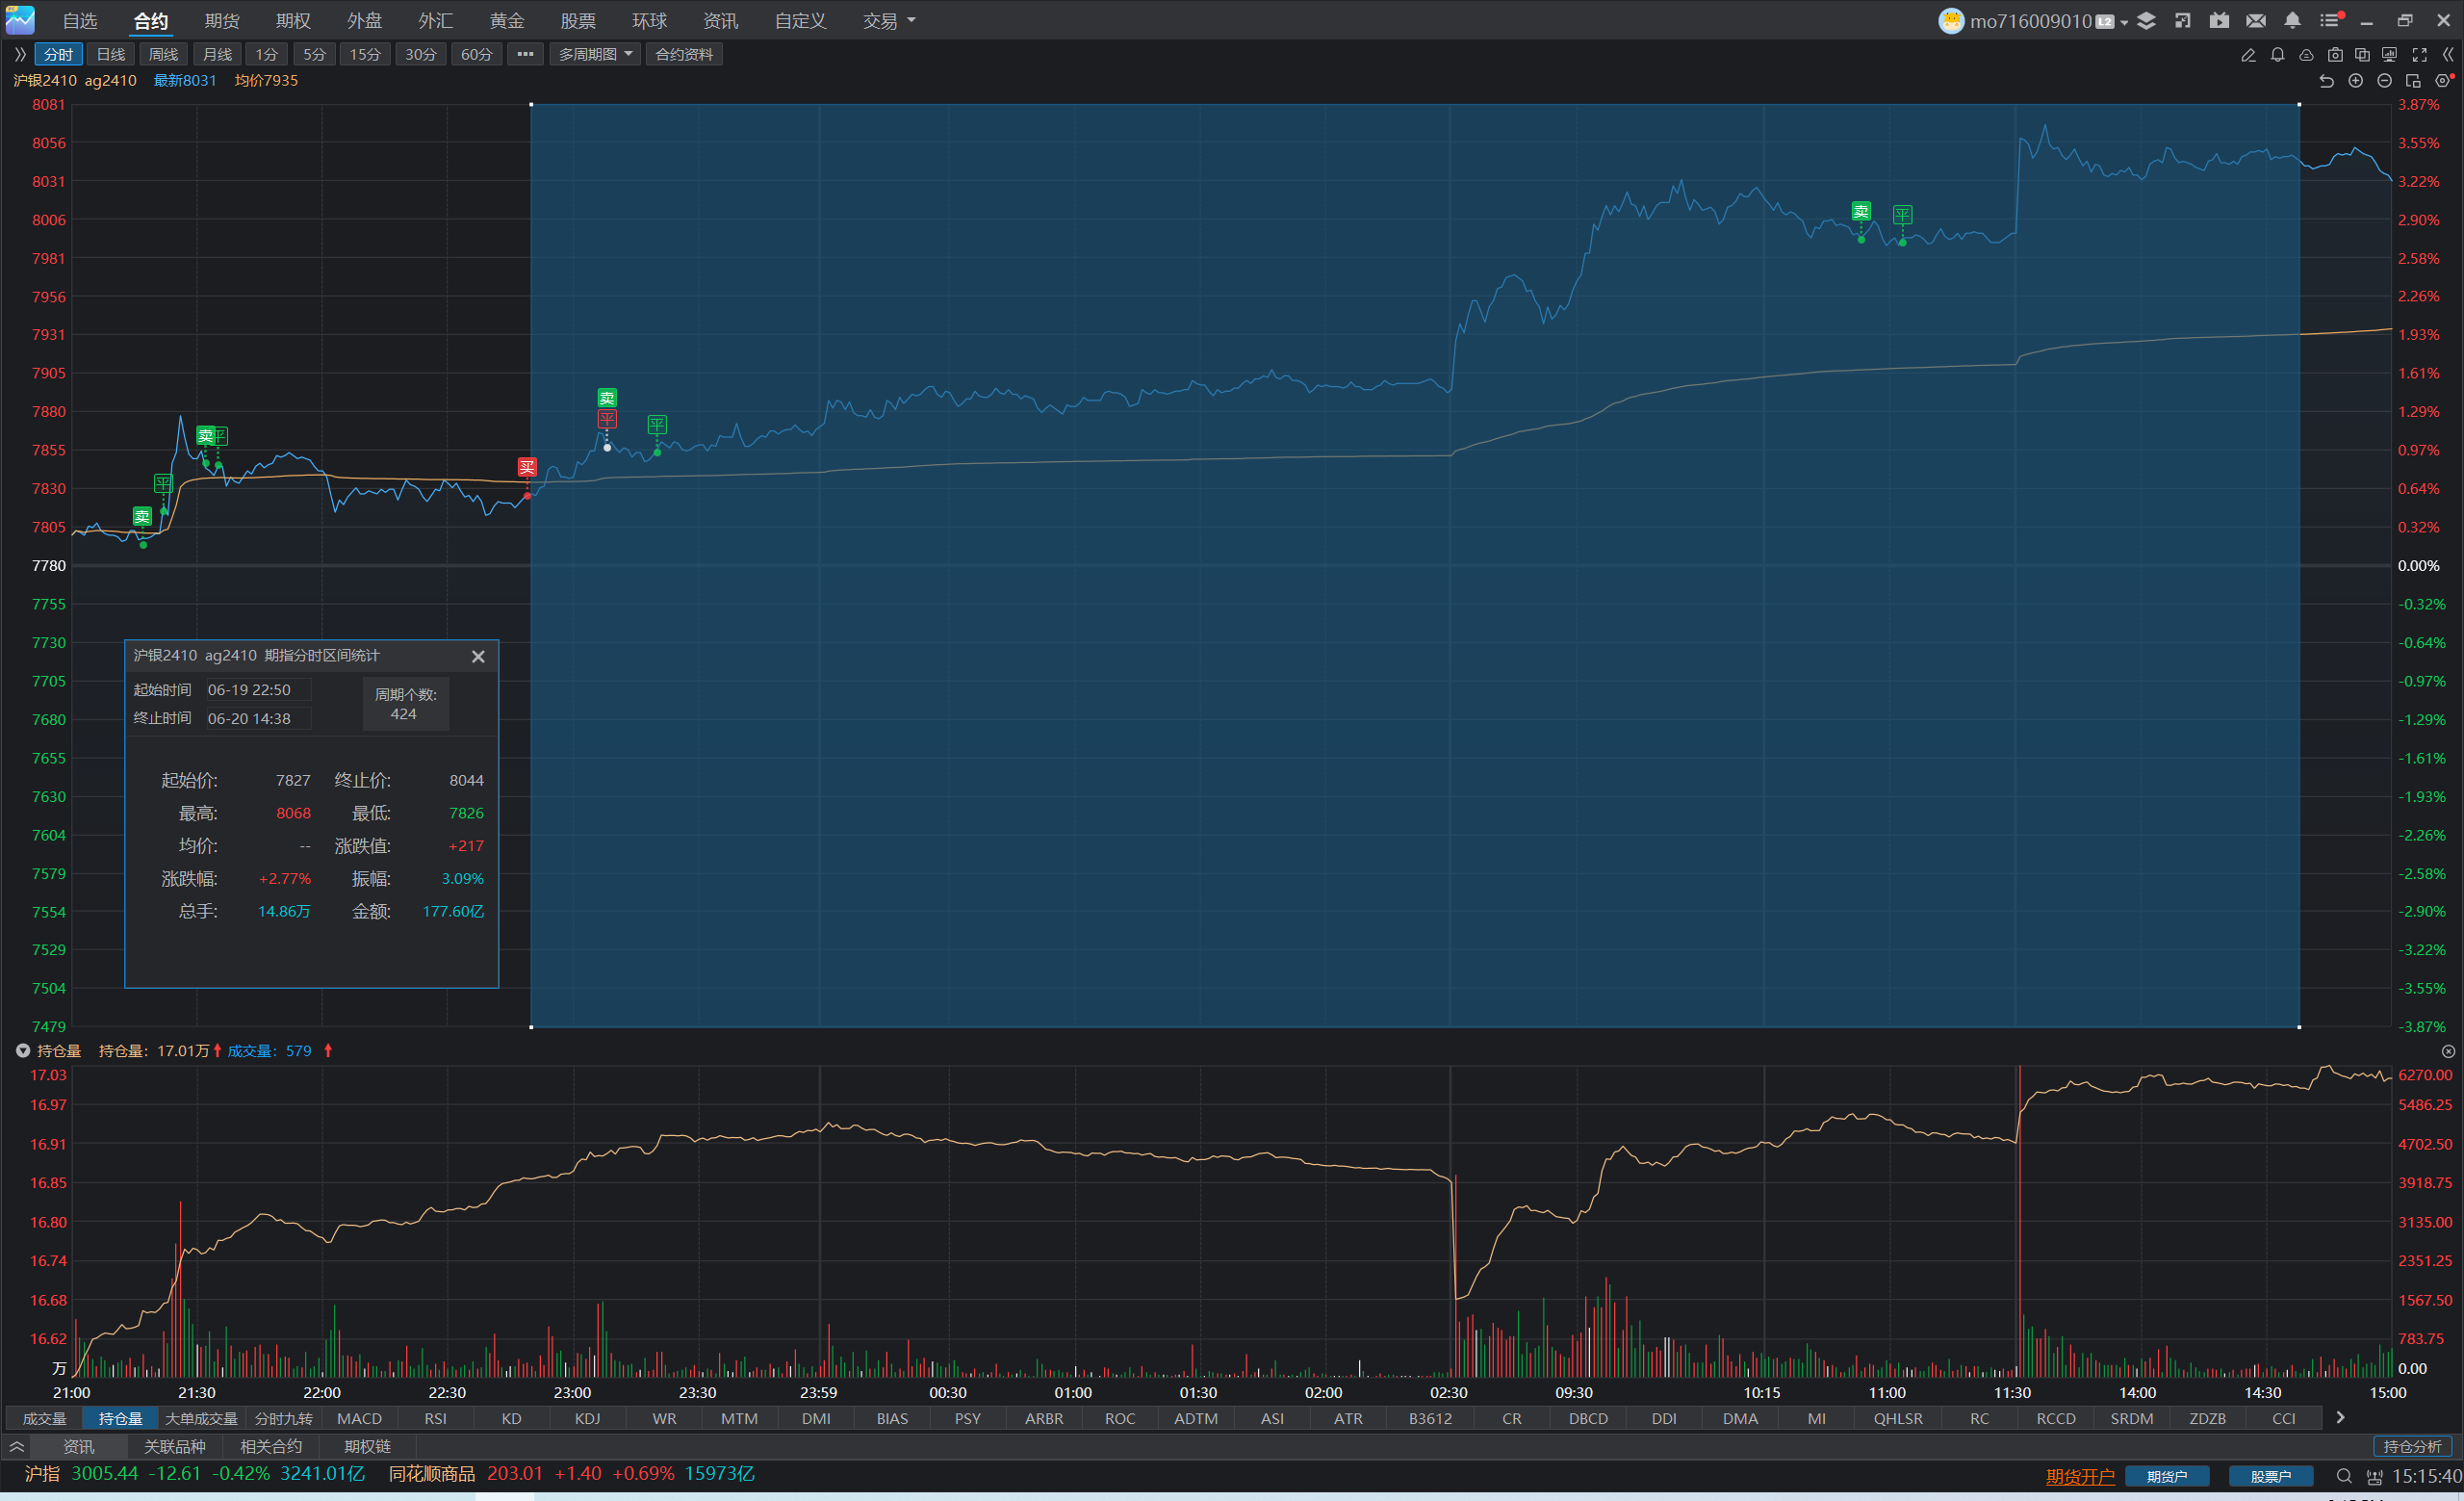 自选 合约 期货 期权 外盘 外汇 黄金 股票 环球 资讯 自定义 交易 mo716009010 L2
分时 日线 周线 月线 1分 5分 15分 30分 60分 ••• 多周期图 合约资料
沪银2410 ag2410 最新8031 均价7935
8081 3.87%
8056 3.55%
8031 3.22%
8006 2.90%
7981 2.58%
7956 2.26%
7931 1.93%
7905 1.61%
7880 1.29%
7855 0.97%
7830 0.64%
7805 0.32%
7780 0.00%
7755 -0.32%
7730 -0.64%
7705 -0.97%
7680 -1.29%
7655 -1.61%
7630 -1.93%
7604 -2.26%
7579 -2.58%
7554 -2.90%
7529 -3.22%
7504 -3.55%
7479 -3.87%
卖 平 卖 平 买 卖 平 平 卖 平
沪银2410 ag2410 期指分时区间统计
起始时间 06-19 22:50 周期个数:
终止时间 06-20 14:38 424
起始价: 7827 终止价: 8044
最高: 8068 最低: 7826
均价: -- 涨跌值: +217
涨跌幅: +2.77% 振幅: 3.09%
总手: 14.86万 金额: 177.60亿
持仓量 持仓量: 17.01万 成交量: 579
17.03 6270.00
16.97 5486.25
16.91 4702.50
16.85 3918.75
16.80 3135.00
16.74 2351.25
16.68 1567.50
16.62 783.75
万 0.00
21:00 21:30 22:00 22:30 23:00 23:30 23:59 00:30 01:00 01:30 02:00 02:30 09:30 10:15 11:00 11:30 14:00 14:30 15:00
成交量 持仓量 大单成交量 分时九转 MACD RSI KD KDJ WR MTM DMI BIAS PSY ARBR ROC ADTM ASI ATR B3612 CR DBCD DDI DMA MI QHLSR RC RCCD SRDM ZDZB CCI
资讯 关联品种 相关合约 期权链 持仓分析
沪指 3005.44 -12.61 -0.42% 3241.01亿 同花顺商品 203.01 +1.40 +0.69% 15973亿 期货开户 期货户 股票户 15:15:40